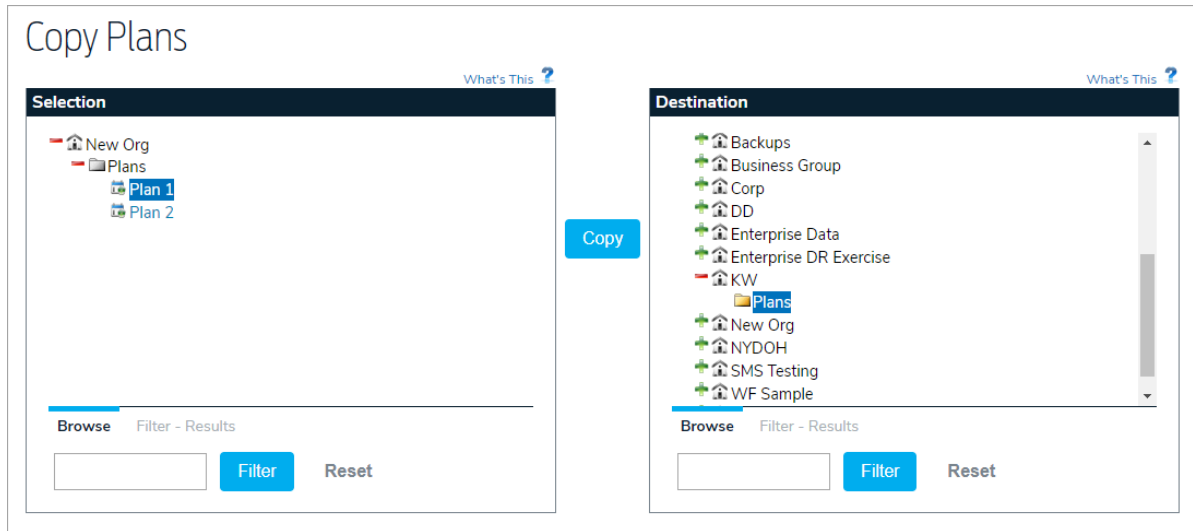 Copy Plans
What's This ?
Selection
New Org
Plans
Plan 1
Plan 2
Browse Filter - Results
Filter Reset
Copy
What's This ?
Destination
Backups
Business Group
Corp
DD
Enterprise Data
Enterprise DR Exercise
KW
Plans
New Org
NYDOH
SMS Testing
WF Sample
Browse Filter - Results
Filter Reset